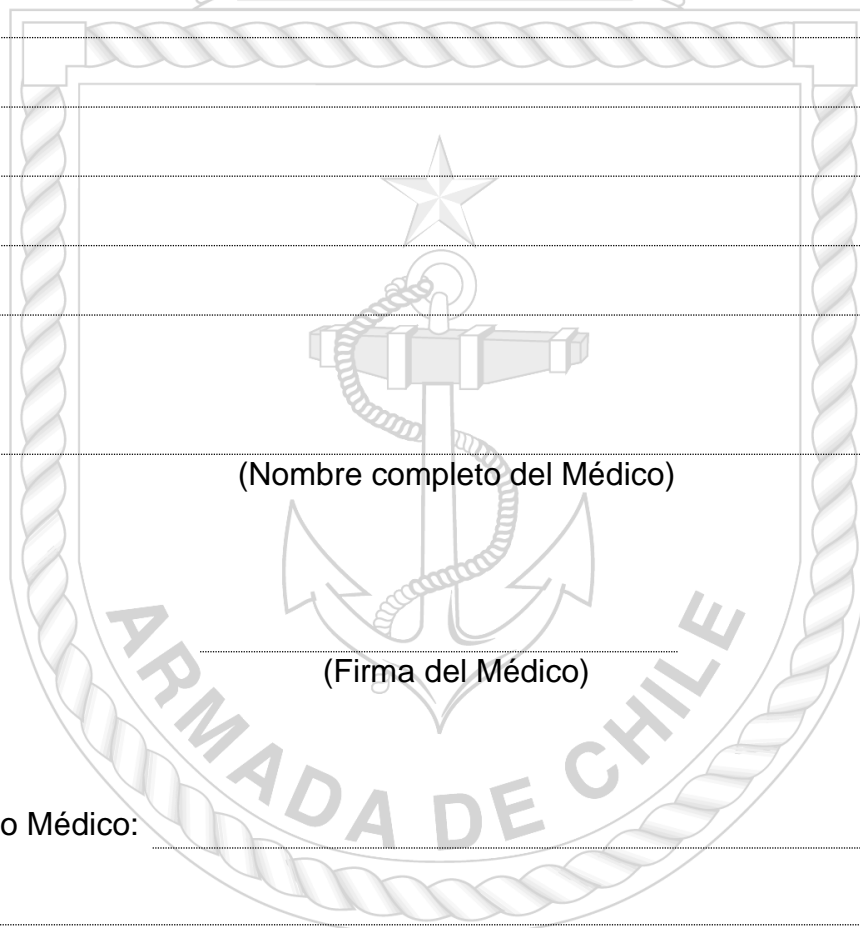 (Nombre completo del Médico)
(Firma del Médico)
ARMADA DE CHILE
o Médico: